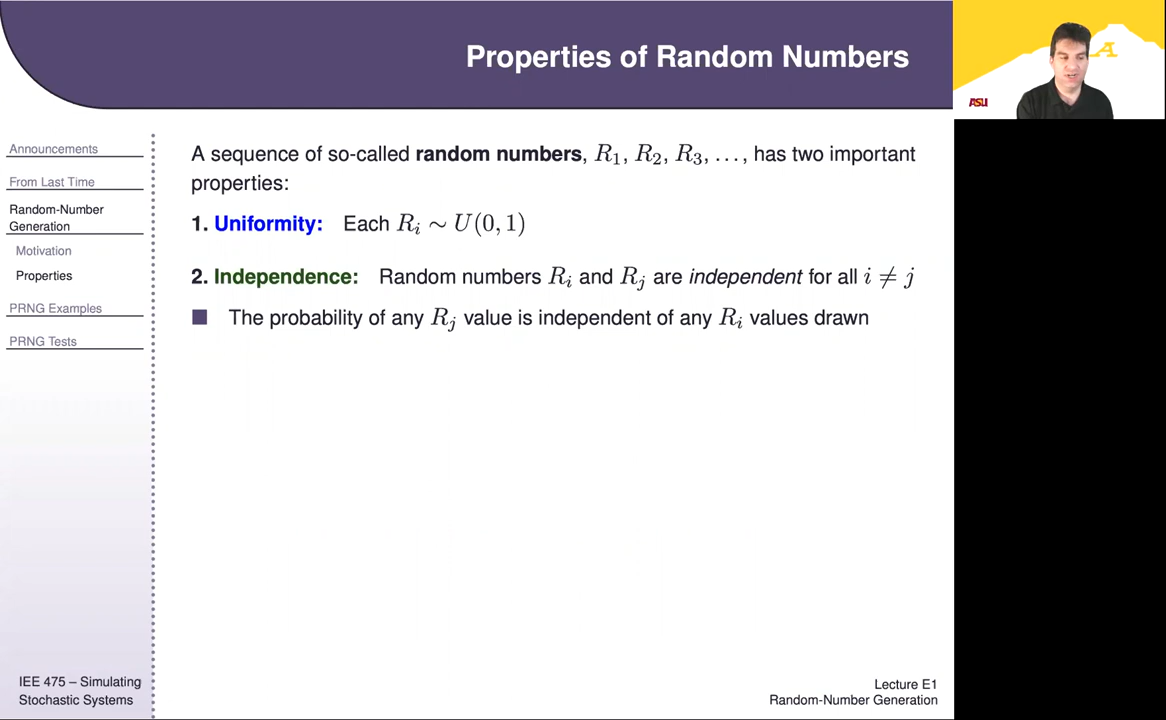 Properties of Random Numbers
A
ASU
Announcements
From Last Time
Random-Number
Generation
Motivation
Properties
PRNG Examples
PRNG Tests
A sequence of so-called random numbers, R₁, R₂, R₃, …, has two important
properties:
1. Uniformity: Each Rᵢ ∼ U(0, 1)
2. Independence: Random numbers Rᵢ and Rⱼ are independent for all i ≠ j
■ The probability of any Rⱼ value is independent of any Rᵢ values drawn
IEE 475 – Simulating
Stochastic Systems
Lecture E1
Random-Number Generation